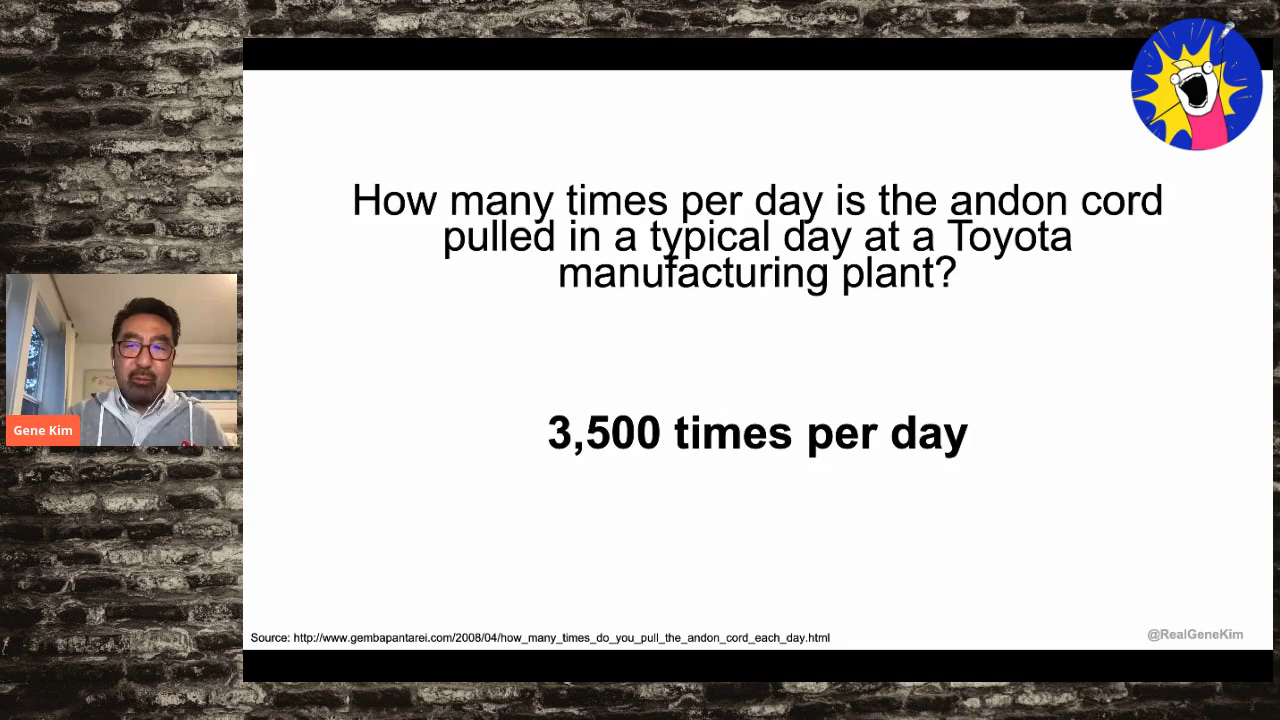 How many times per day is the andon cord
pulled in a typical day at a Toyota
manufacturing plant?
3,500 times per day
Gene Kim
Source: http://www.gembapantarei.com/2008/04/how_many_times_do_you_pull_the_andon_cord_each_day.html
@RealGeneKim